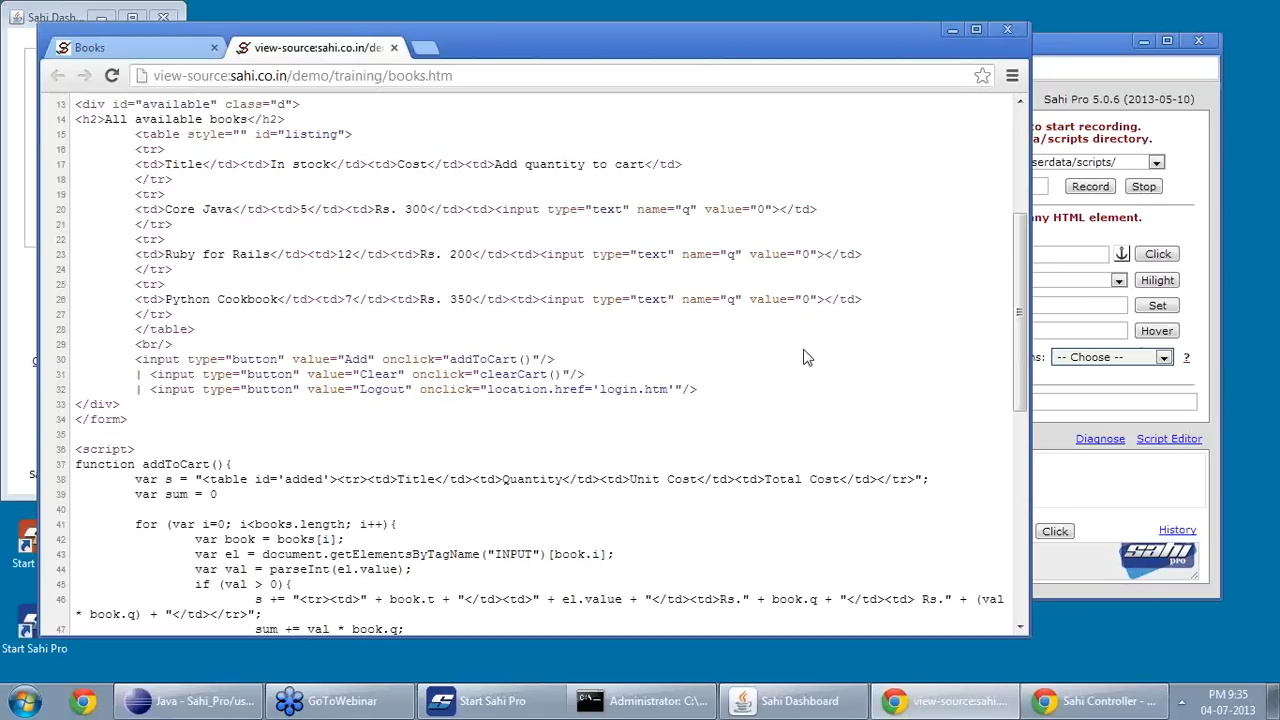 Sahi Dash...
Books
view-source:sahi.co.in/de
view-source:sahi.co.in/demo/training/books.htm
13 <div id="available" class="d">
14 <h2>All available books</h2>
15 <table style="" id="listing">
16 <tr>
17 <td>Title</td><td>In stock</td><td>Cost</td><td>Add quantity to cart</td>
18 </tr>
19 <tr>
20 <td>Core Java</td><td>5</td><td>Rs. 300</td><td><input type="text" name="q" value="0"></td>
21 </tr>
22 <tr>
23 <td>Ruby for Rails</td><td>12</td><td>Rs. 200</td><td><input type="text" name="q" value="0"></td>
24 </tr>
25 <tr>
26 <td>Python Cookbook</td><td>7</td><td>Rs. 350</td><td><input type="text" name="q" value="0"></td>
27 </tr>
28 </table>
29 <br/>
30 <input type="button" value="Add" onclick="addToCart()"/>
31 | <input type="button" value="Clear" onclick="clearCart()"/>
32 | <input type="button" value="Logout" onclick="location.href='login.htm'"/>
33 </div>
34 </form>
35
36 <script>
37 function addToCart(){
38 var s = "<table id='added'><tr><td>Title</td><td>Quantity</td><td>Unit Cost</td><td>Total Cost</td></tr>";
39 var sum = 0
40
41 for (var i=0; i<books.length; i++){
42 var book = books[i];
43 var el = document.getElementsByTagName("INPUT")[book.i];
44 var val = parseInt(el.value);
45 if (val > 0){
46 s += "<tr><td>" + book.t + "</td><td>" + el.value + "</td><td>Rs." + book.q + "</td><td> Rs." + (val
* book.q) + "</td></tr>";
47 sum += val * book.q;
Sahi Pro 5.0.6 (2013-05-10)
to start recording.
a/scripts directory.
serdata/scripts/
Record
Stop
any HTML element.
Click
Hilight
Set
Hover
ns:
-- Choose --
?
Diagnose
Script Editor
Click
History
sahi
pro
Start
Start Sahi Pro
Java - Sahi_Pro/us...
GoToWebinar
Start Sahi Pro
Administrator: C:\...
Sahi Dashboard
view-source:sahi....
Sahi Controller - ...
PM 9:35
04-07-2013